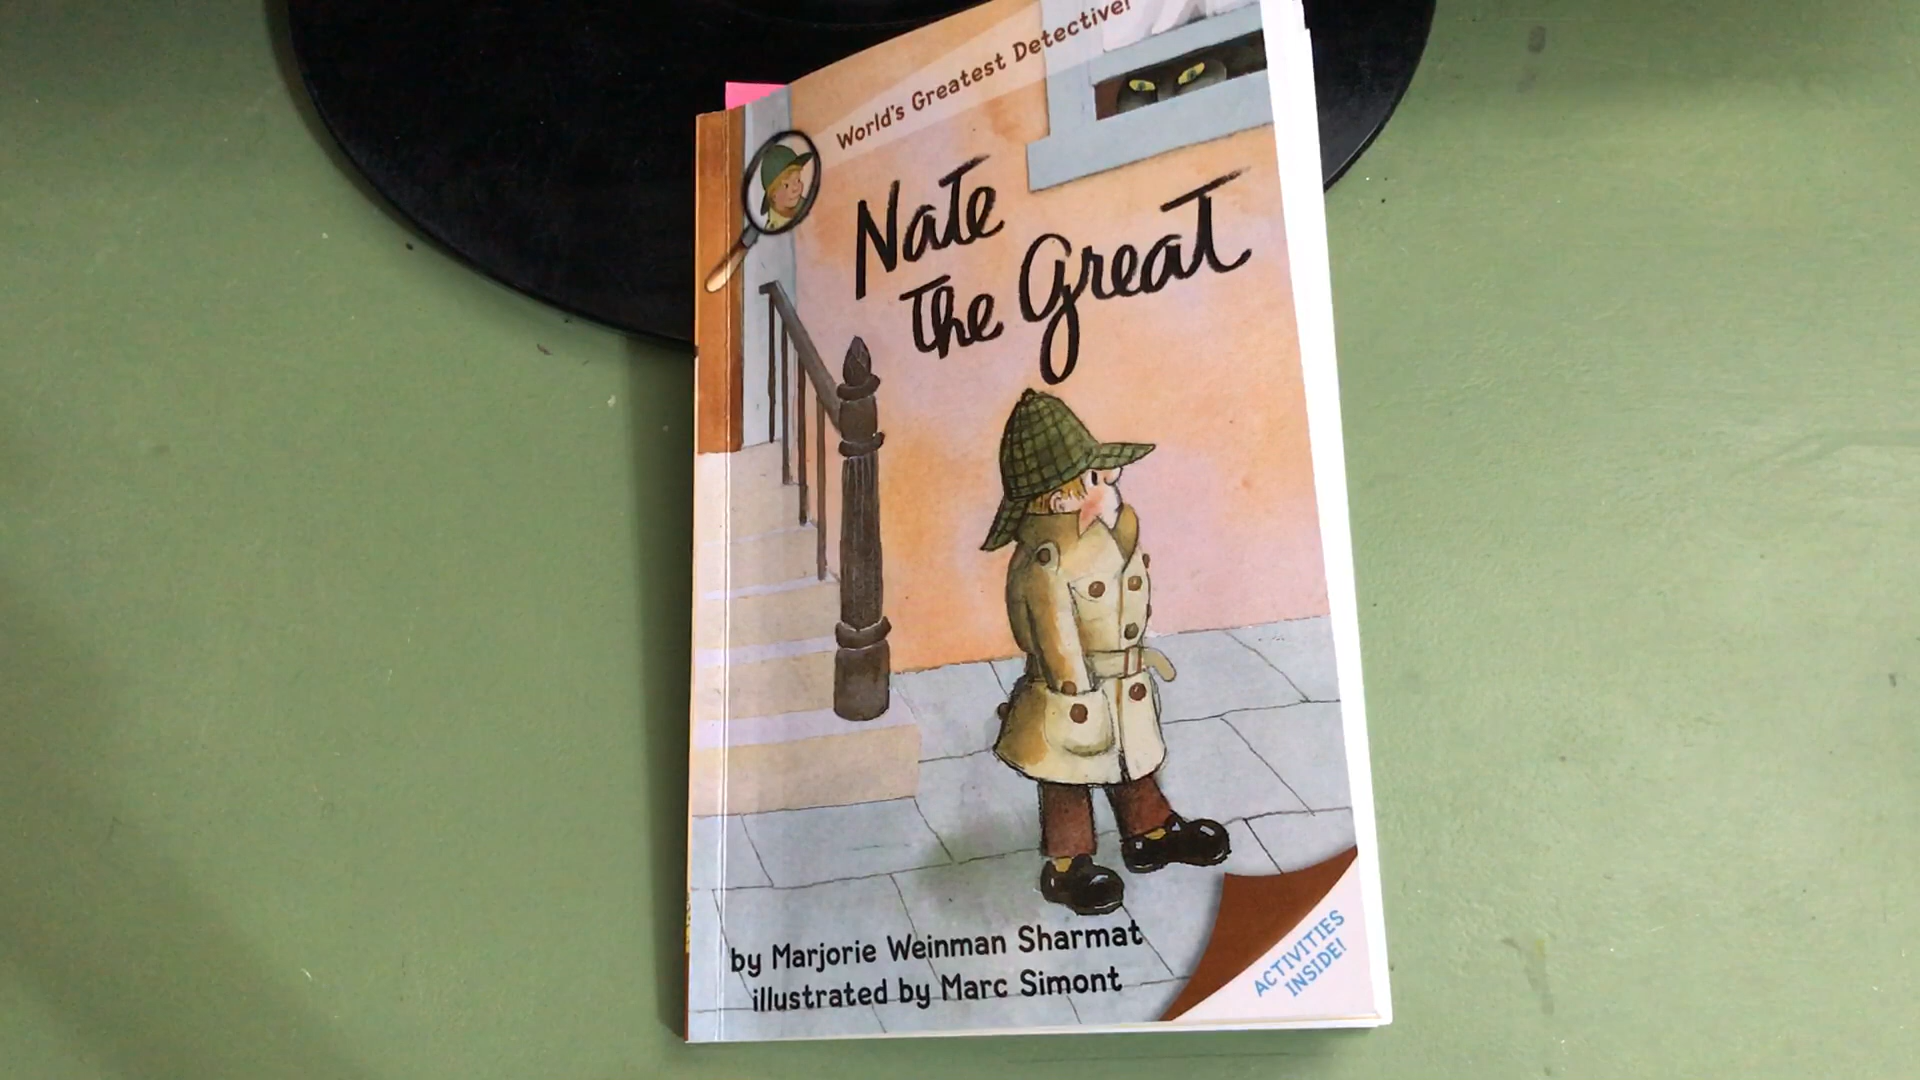 World's Greatest Detective!
Nate
the Great
by Marjorie Weinman Sharmat
illustrated by Marc Simont
ACTIVITIES
INSIDE!